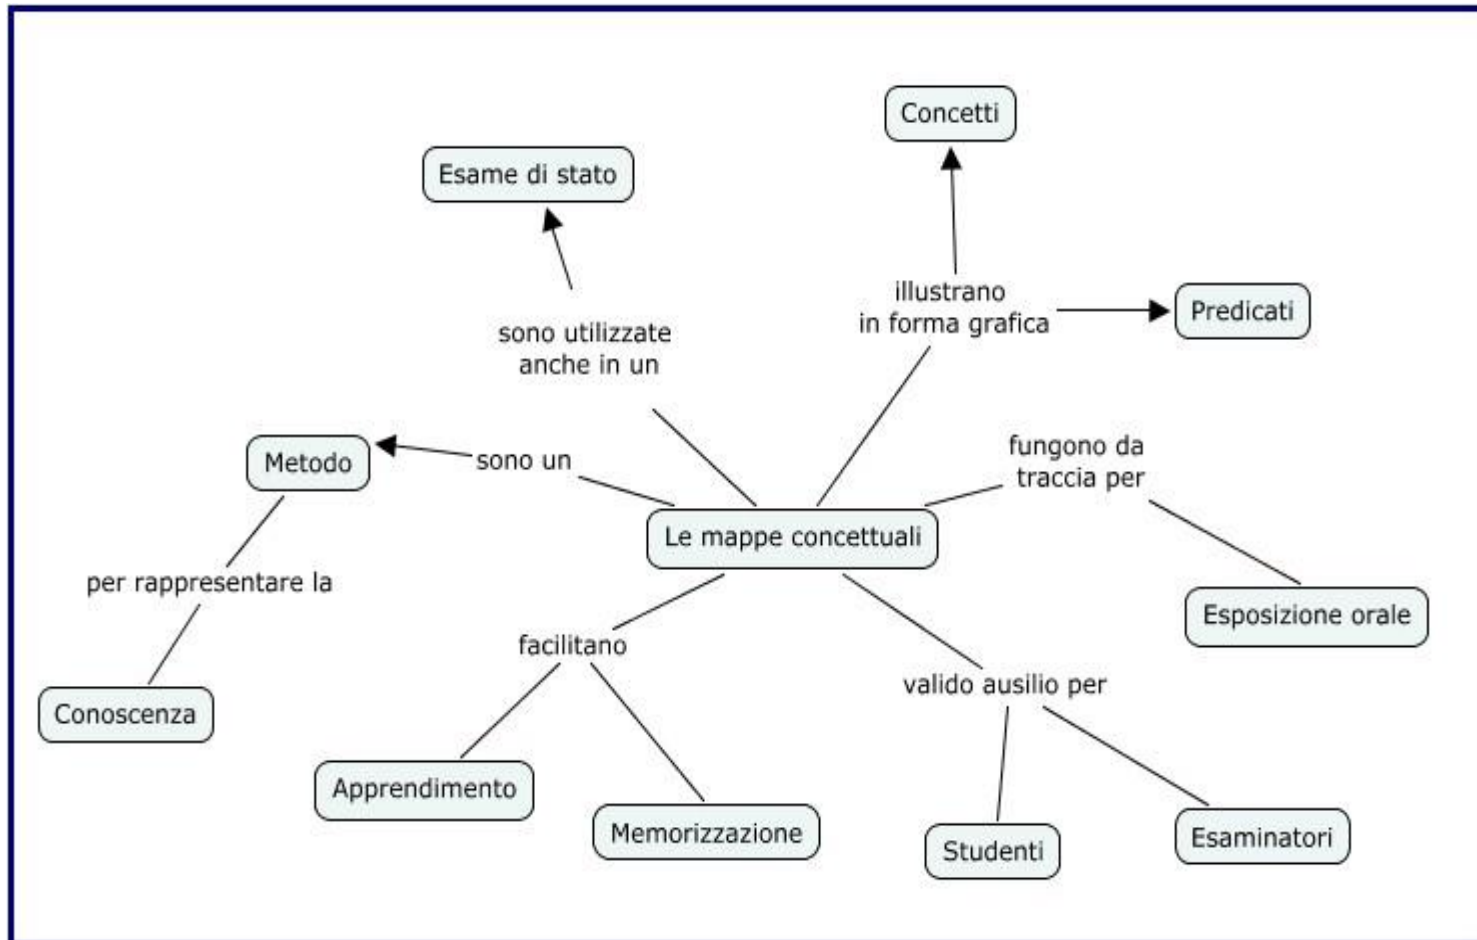 Concetti
Esame di stato
illustrano
in forma grafica
Predicati
sono utilizzate
anche in un
Metodo
sono un
fungono da
traccia per
Le mappe concettuali
per rappresentare la
Esposizione orale
facilitano
valido ausilio per
Conoscenza
Apprendimento
Memorizzazione
Studenti
Esaminatori